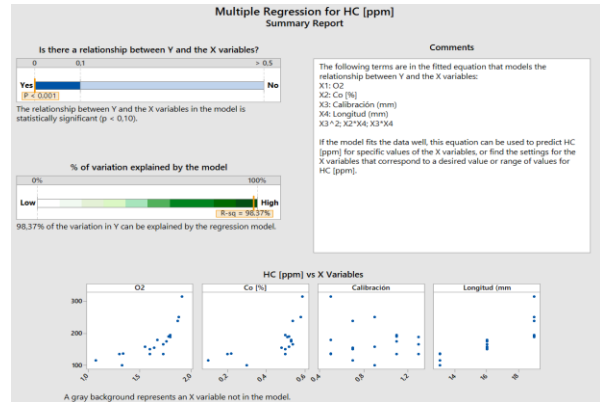 Multiple Regression for HC [ppm]
Summary Report
Is there a relationship between Y and the X variables?
0 0,1 > 0,5
Yes No
P < 0,001
The relationship between Y and the X variables in the model is
statistically significant (p < 0,10).
% of variation explained by the model
0% 100%
Low High
R-sq = 98,37%
98,37% of the variation in Y can be explained by the regression model.
Comments
The following terms are in the fitted equation that models the
relationship between Y and the X variables:
X1: O2
X2: Co [%]
X3: Calibración (mm)
X4: Longitud (mm)
X3^2; X2*X4; X3*X4
If the model fits the data well, this equation can be used to predict HC
[ppm] for specific values of the X variables, or find the settings for the
X variables that correspond to a desired value or range of values for
HC [ppm].
HC [ppm] vs X Variables
O2 Co [%] Calibración Longitud (mm
300
200
100
1,0 1,5 2,0 0,2 0,4 0,6 0,4 0,8 1,2 14 16 18
A gray background represents an X variable not in the model.